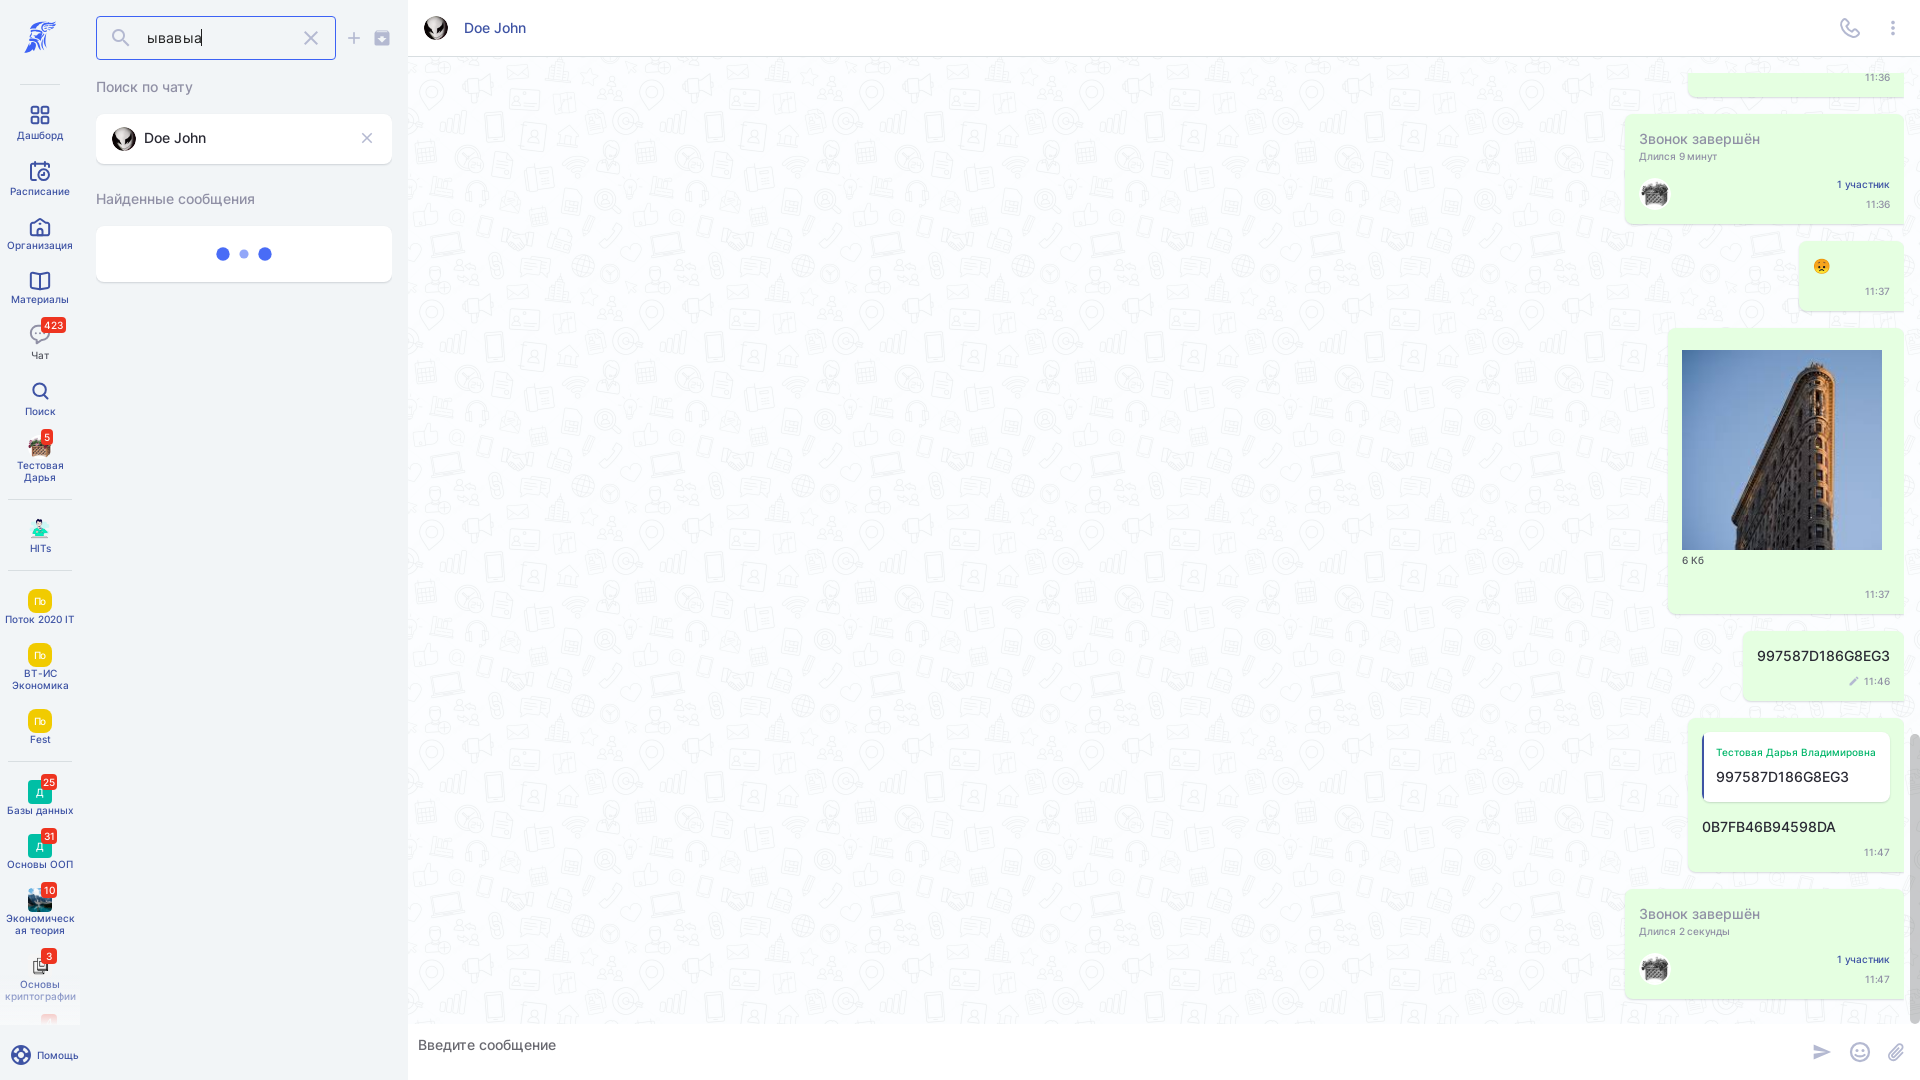 ывавыа
Поиск по чату
Doe John
Найденные сообщения
Дашборд
Расписание
Организация
Материалы
423
Чат
Поиск
5
Тестовая
Дарья
HITs
По
Поток 2020 IT
По
ВТ-ИС
Экономика
По
Fest
25
Д
Базы данных
31
Д
Основы ООП
10
Экономическ
ая теория
3
Основы
криптографии
Помощь
Doe John
11:36
Звонок завершён
Длился 9 минут
1 участник
11:36
11:37
6 Кб
11:37
997587D186G8EG3
11:46
Тестовая Дарья Владимировна
997587D186G8EG3
0B7FB46B94598DA
11:47
Звонок завершён
Длился 2 секунды
1 участник
11:47
Введите сообщение